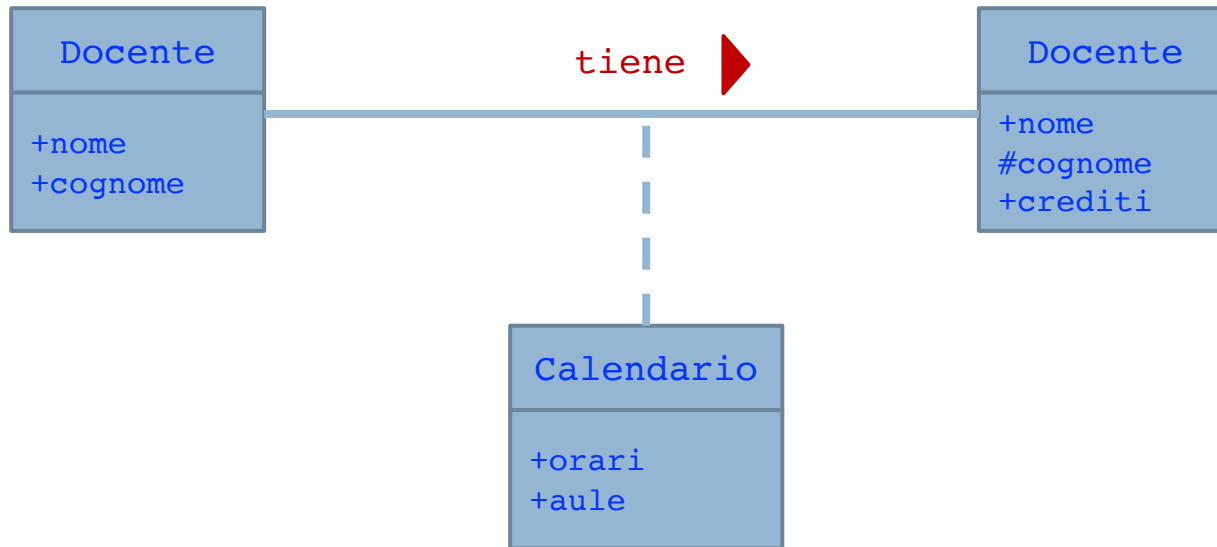 Docente
+nome
+cognome
tiene
Docente
+nome
#cognome
+crediti
Calendario
+orari
+aule